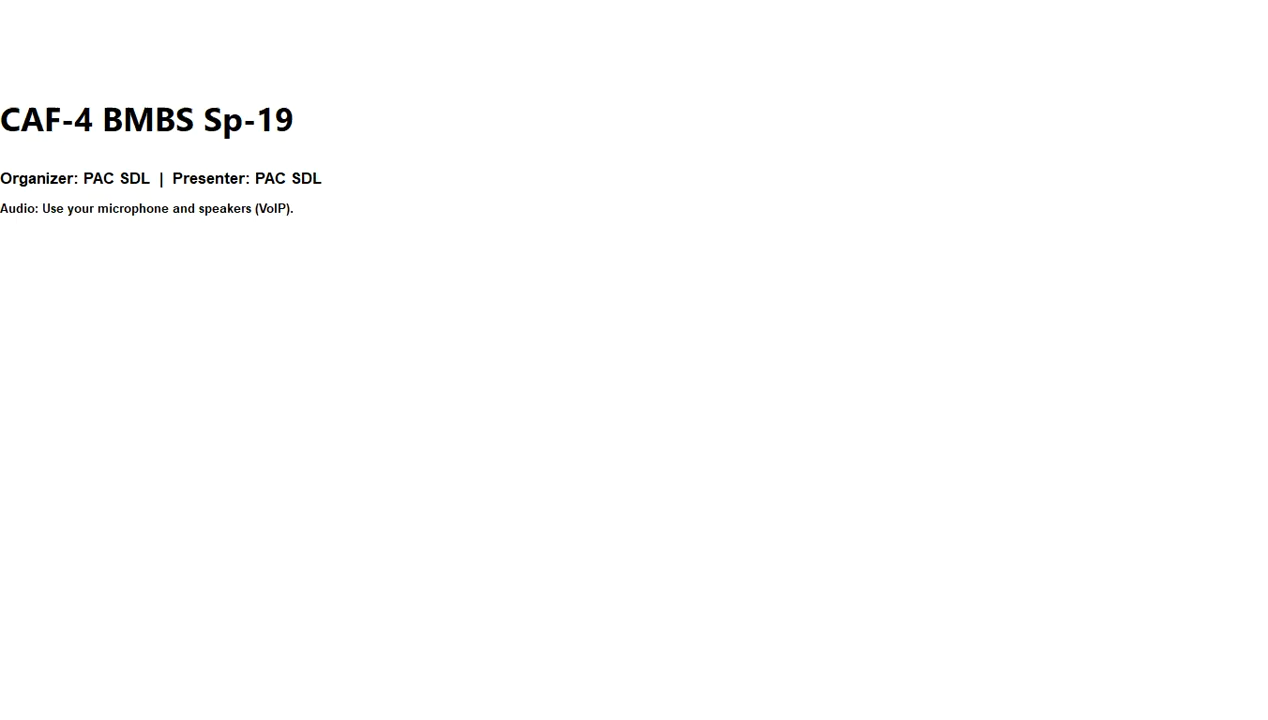 CAF-4 BMBS Sp-19
Organizer: PAC SDL | Presenter: PAC SDL
Audio: Use your microphone and speakers (VoIP).